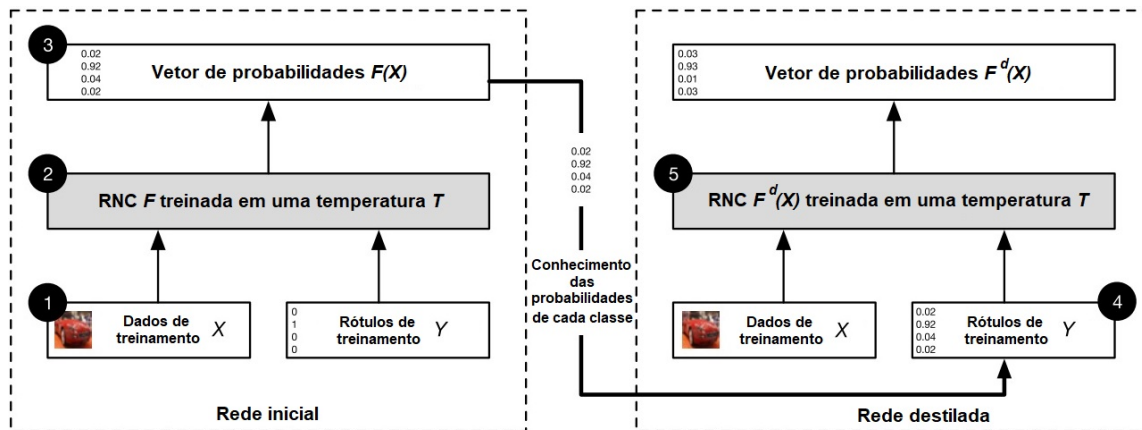 3
0.02
0.92
0.04
0.02
Vetor de probabilidades F(X)
2
RNC F treinada em uma temperatura T
1
Dados de
treinamento X
0
1
0
0
Rótulos de
treinamento Y
Rede inicial
0.02
0.92
0.04
0.02
Conhecimento
das
probabilidades
de cada classe
0.03
0.93
0.01
0.03
Vetor de probabilidades F d(X)
5
RNC F d(X) treinada em uma temperatura T
Dados de
treinamento X
4
0.02
0.92
0.04
0.02
Rótulos de
treinamento Y
Rede destilada